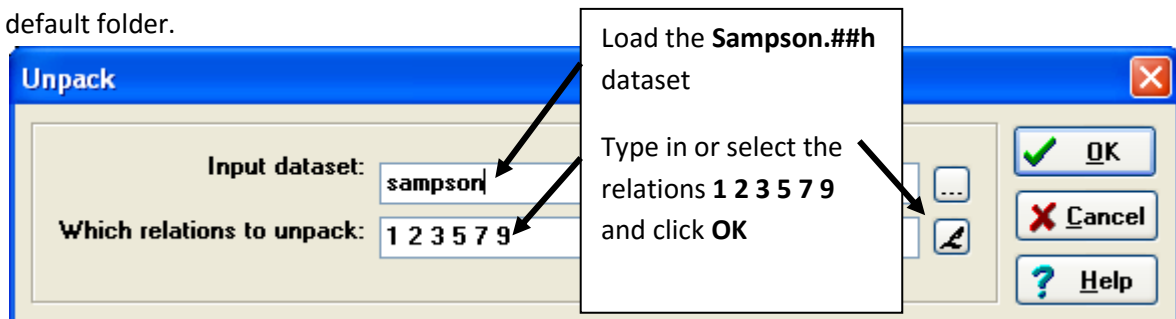 default folder.
Load the Sampson.##h
dataset
Type in or select the
relations 1 2 3 5 7 9
and click OK
Unpack
Input dataset:
sampson
...
Which relations to unpack:
1 2 3 5 7 9
L
OK
Cancel
Help